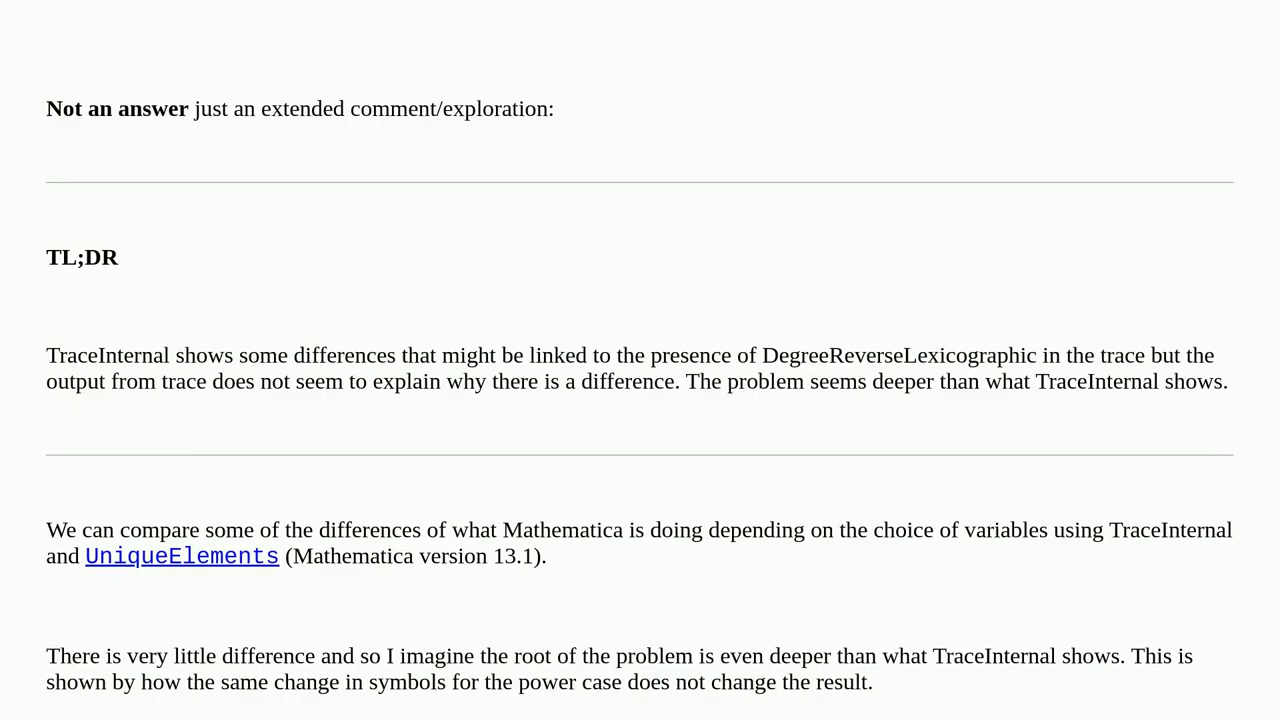 Not an answer just an extended comment/exploration:
TL;DR
TraceInternal shows some differences that might be linked to the presence of DegreeReverseLexicographic in the trace but the
output from trace does not seem to explain why there is a difference. The problem seems deeper than what TraceInternal shows.
We can compare some of the differences of what Mathematica is doing depending on the choice of variables using TraceInternal
and UniqueElements (Mathematica version 13.1).
There is very little difference and so I imagine the root of the problem is even deeper than what TraceInternal shows. This is
shown by how the same change in symbols for the power case does not change the result.